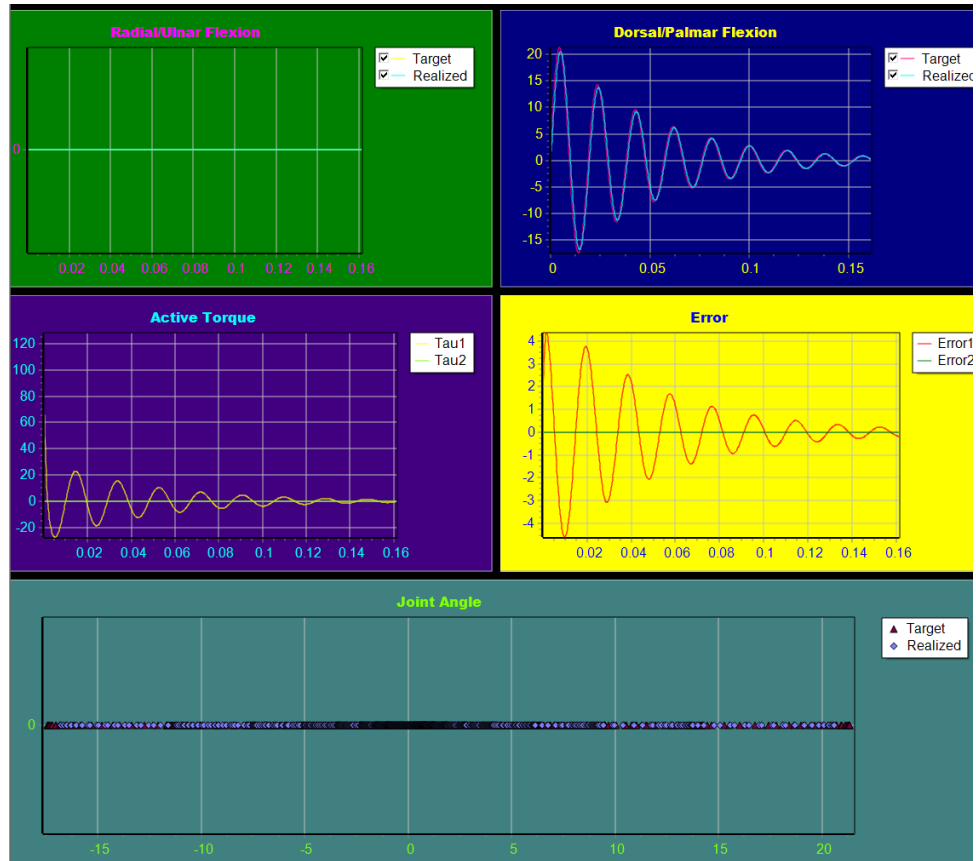 Radial/Ulnar Flexion
Target
Realized
0
0.02 0.04 0.06 0.08 0.1 0.12 0.14 0.16
Dorsal/Palmar Flexion
Target
Realized
20
15
10
5
0
-5
-10
-15
0 0.05 0.1 0.15
Active Torque
Tau1
Tau2
120
100
80
60
40
20
0
-20
0.02 0.04 0.06 0.08 0.1 0.12 0.14 0.16
Error
Error1
Error2
4
3
2
1
0
-1
-2
-3
-4
0.02 0.04 0.06 0.08 0.1 0.12 0.14 0.16
Joint Angle
Target
Realized
0
-15 -10 -5 0 5 10 15 20